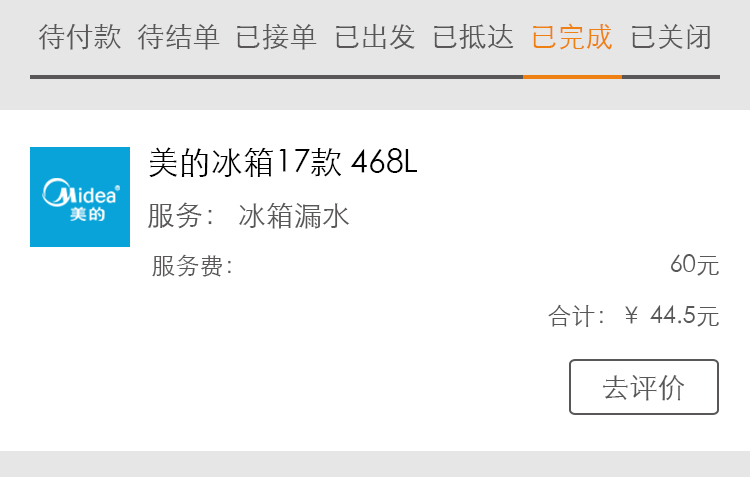 待付款 待结单 已接单 已出发 已抵达 已完成 已关闭
Midea®
美的
美的冰箱17款 468L
服务： 冰箱漏水
服务费： 60元
合计：￥ 44.5元
去评价